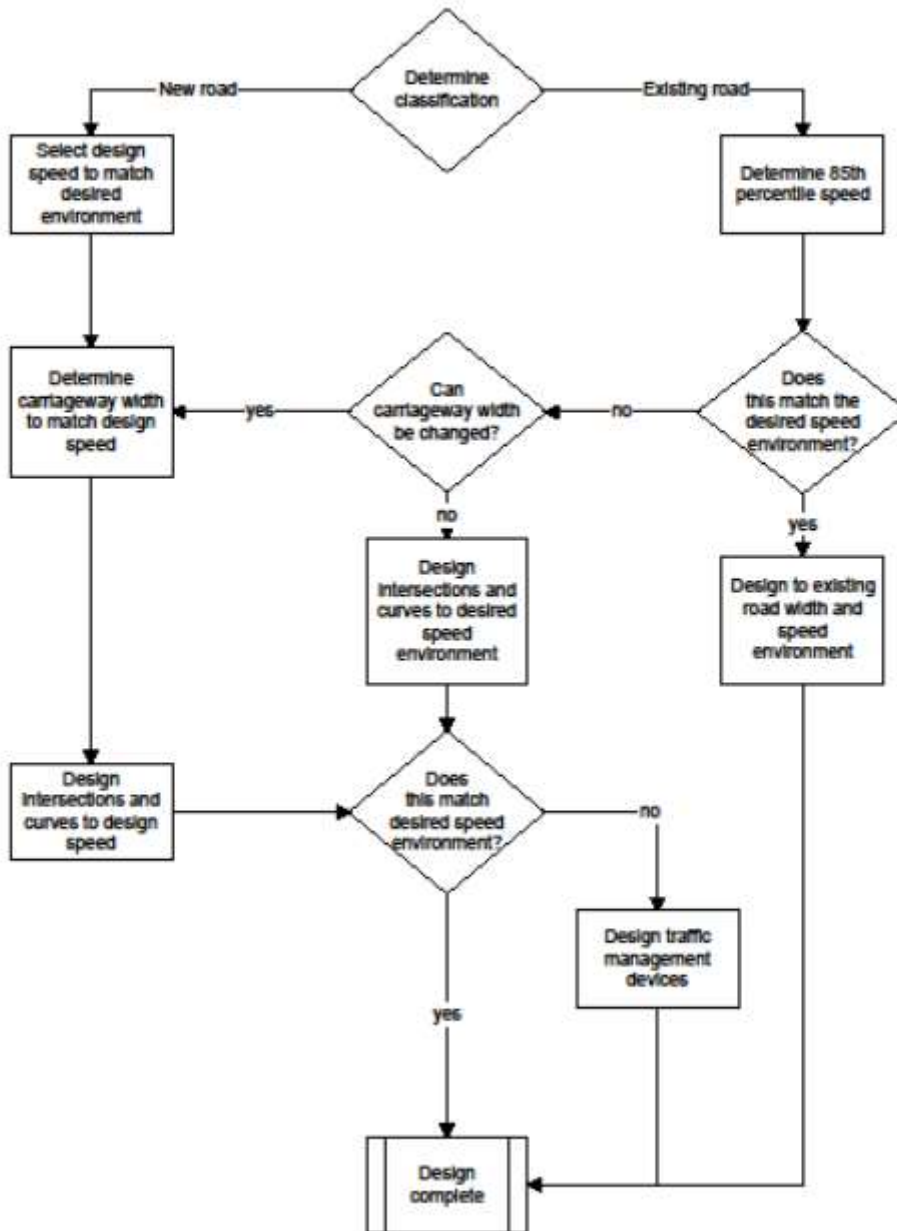 Determine
classification
New road
Existing road
Select design
speed to match
desired
environment
Determine 85th
percentile speed
Determine
carriageway width
to match design
speed
yes
Can
carriageway width
be changed?
no
Does
this match the
desired speed
environment?
no
yes
Design
intersections and
curves to desired
speed
environment
Design to existing
road width and
speed
environment
Design
intersections and
curves to design
speed
Does
this match
desired speed
environment?
no
Design traffic
management
devices
yes
Design
complete